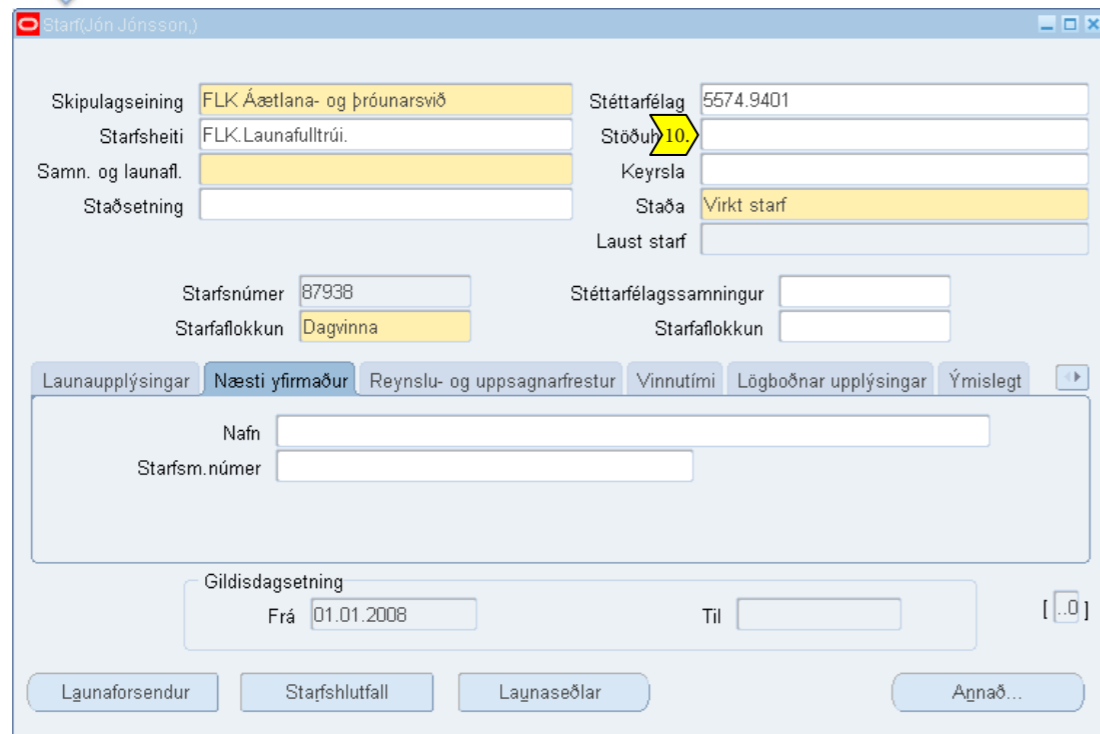 Starf(Jón Jónsson,)
Skipulagseining FLK Áætlana- og þróunarsvið Stéttarfélag 5574.9401
Starfsheiti FLK.Launafulltrúi. Stöðuh 10.
Samn. og launafl. Keyrsla
Staðsetning Staða Virkt starf
Laust starf
Starfsnúmer 87938 Stéttarfélagssamningur
Starfaflokkun Dagvinna Starfaflokkun
Launaupplýsingar Næsti yfirmaður Reynslu- og uppsagnarfrestur Vinnutími Lögboðnar upplýsingar Ýmislegt
Nafn
Starfsm.númer
Gildisdagsetning
Frá 01.01.2008 Til [ ..0 ]
Launaforsendur Starfshlutfall Launaseðlar Annað...